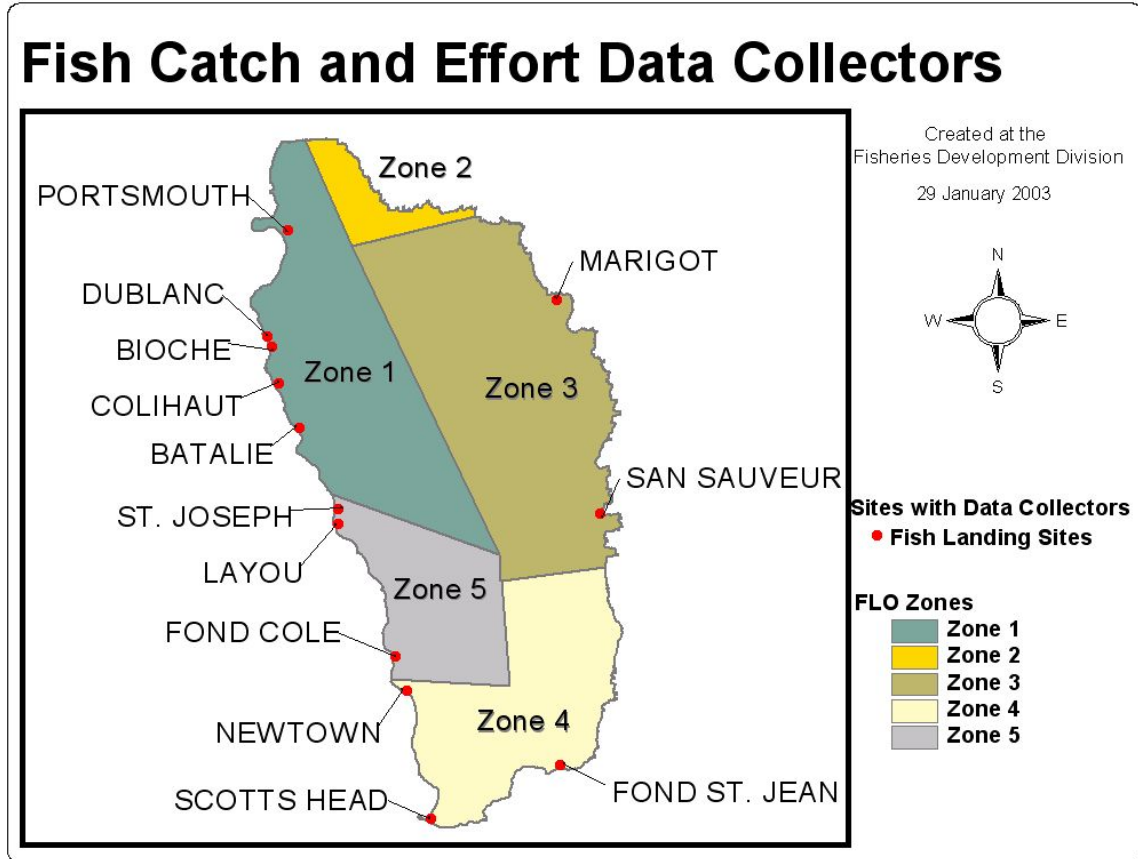 Fish Catch and Effort Data Collectors
Created at the
Fisheries Development Division
29 January 2003
N
W
E
S
Zone 2
PORTSMOUTH
MARIGOT
DUBLANC
BIOCHE
Zone 1
Zone 3
COLIHAUT
BATALIE
SAN SAUVEUR
ST. JOSEPH
LAYOU
Zone 5
FOND COLE
NEWTOWN
Zone 4
FOND ST. JEAN
SCOTTS HEAD
Sites with Data Collectors
Fish Landing Sites
FLO Zones
Zone 1
Zone 2
Zone 3
Zone 4
Zone 5